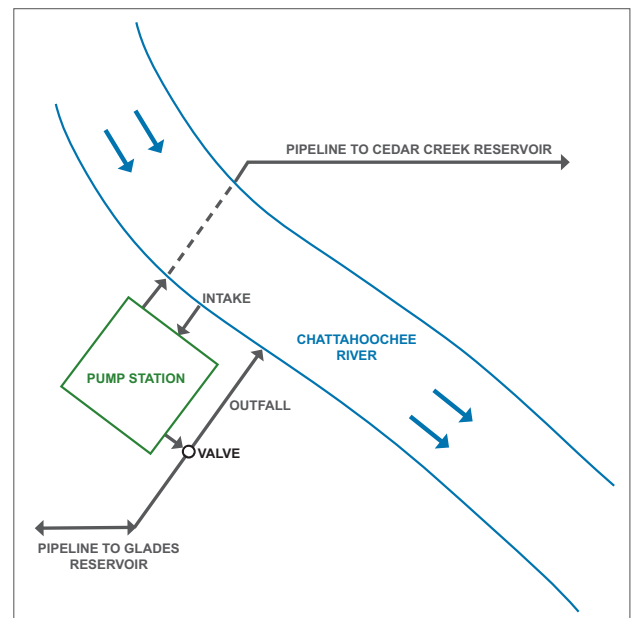 PIPELINE TO CEDAR CREEK RESERVOIR
INTAKE
CHATTAHOOCHEE
RIVER
PUMP STATION
OUTFALL
VALVE
PIPELINE TO GLADES
RESERVOIR